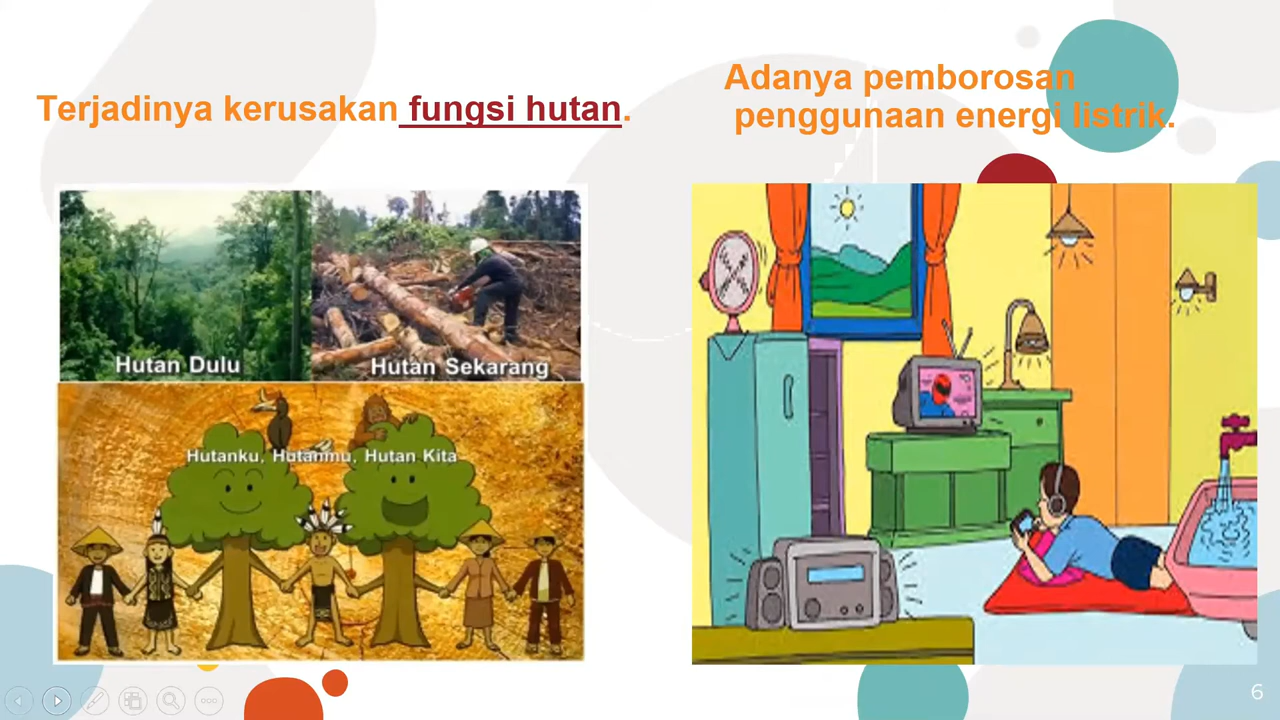 Terjadinya kerusakan fungsi hutan.
Hutan Dulu
Hutan Sekarang
Hutanku, Hutanmu, Hutan Kita
Adanya pemborosan
penggunaan energi listrik.
6